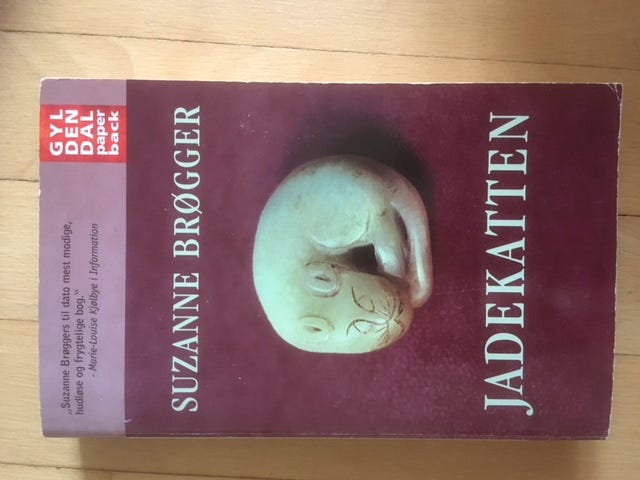 „Suzanne Brøggers til dato mest modige,
hudløse og frygtelige bog.“
- Marie-Louise Kjølbye i Information
GYL
DEN
DAL
paper
back
SUZANNE BRØGGER
JADEKATTEN